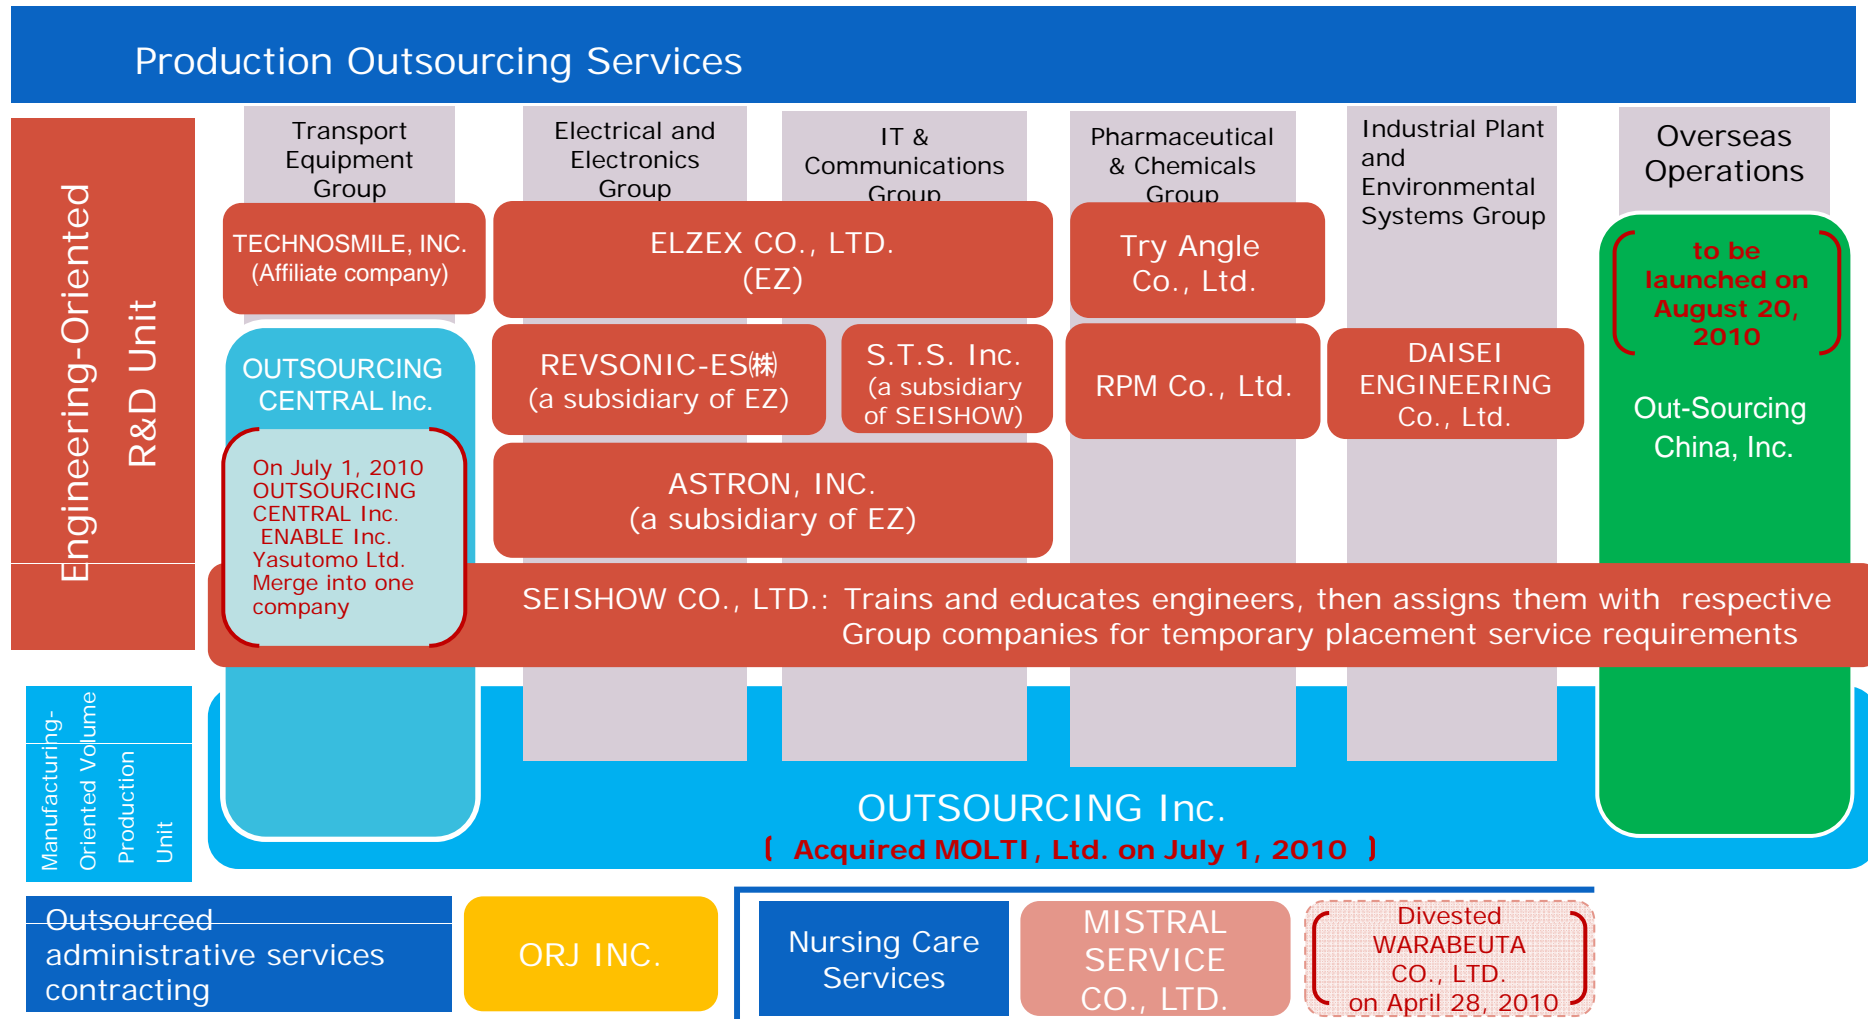 Production Outsourcing Services
Engineering-Oriented
R&D Unit
Transport
Equipment
Group
Electrical and
Electronics
Group
IT &
Communications
Group
Pharmaceutical
& Chemicals
Group
Industrial Plant
and
Environmental
Systems Group
Overseas
Operations
TECHNOSMILE, INC.
(Affiliate company)
ELZEX CO., LTD.
(EZ)
Try Angle
Co., Ltd.
to be
launched on
August 20,
2010
OUTSOURCING
CENTRAL Inc.
REVSONIC-ES㈱
(a subsidiary of EZ)
S.T.S. Inc.
(a subsidiary
of SEISHOW)
RPM Co., Ltd.
DAISEI
ENGINEERING
Co., Ltd.
Out-Sourcing
China, Inc.
On July 1, 2010
OUTSOURCING
CENTRAL Inc.
ENABLE Inc.
Yasutomo Ltd.
Merge into one
company
ASTRON, INC.
(a subsidiary of EZ)
SEISHOW CO., LTD.: Trains and educates engineers, then assigns them with respective
Group companies for temporary placement service requirements
Manufacturing-
Oriented Volume
Production
Unit
OUTSOURCING Inc.
( Acquired MOLTI, Ltd. on July 1, 2010 )
Outsourced
administrative services
contracting
ORJ INC.
Nursing Care
Services
MISTRAL
SERVICE
CO., LTD.
Divested
WARABEUTA
CO., LTD.
on April 28, 2010